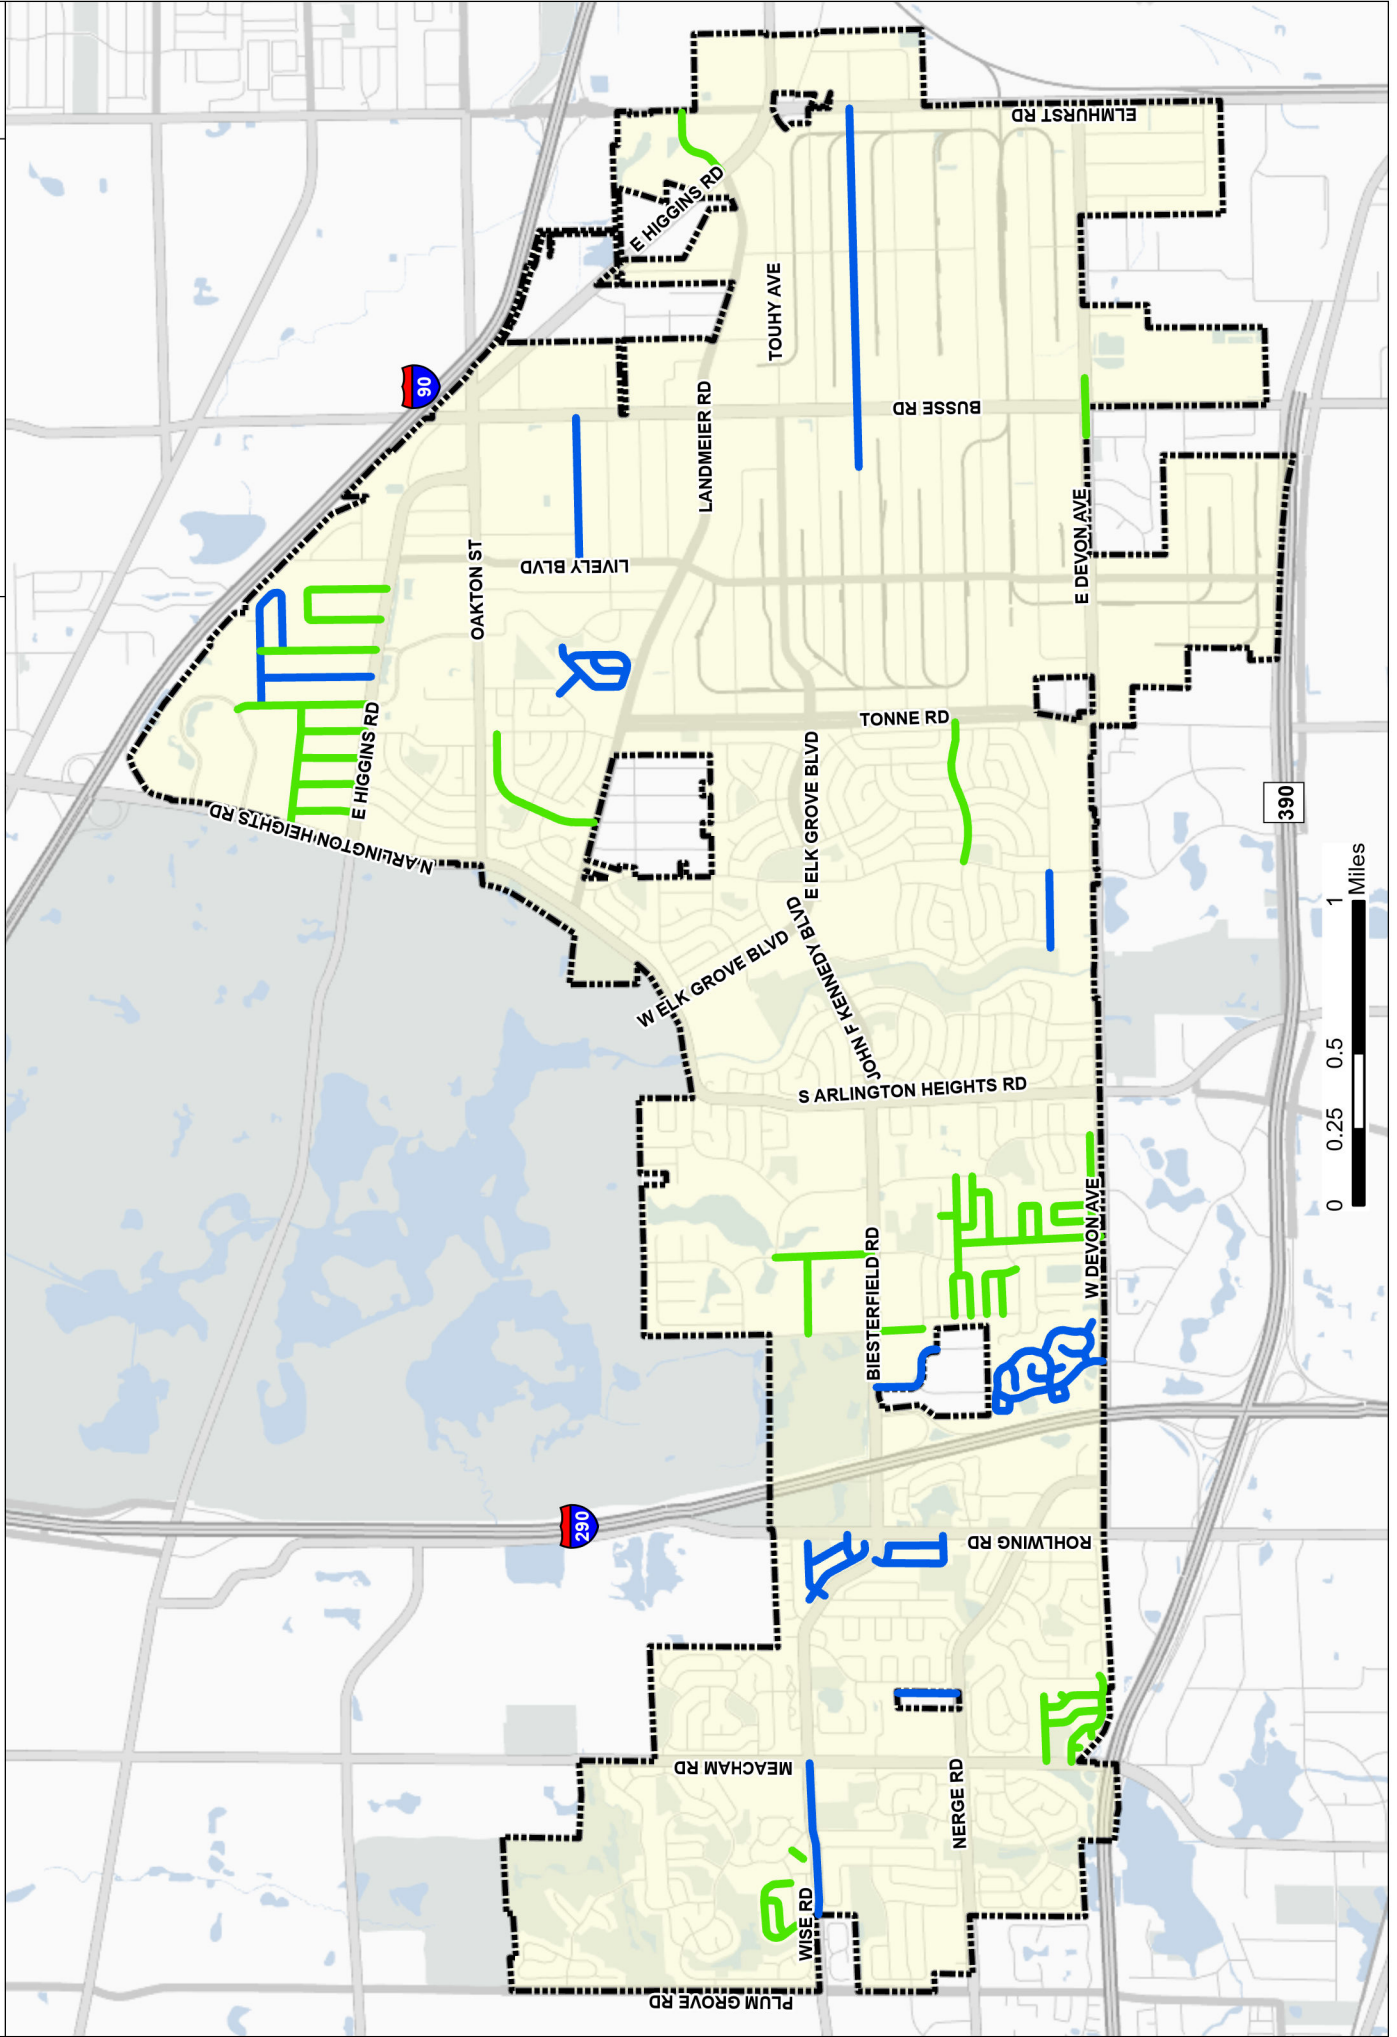 ELMHURST RD
E HIGGINS RD
TOUHY AVE
90
LANDMEIER RD
BUSSE RD
E DEVON AVE
OAKTON ST
LIVELY BLVD
TONNE RD
E HIGGINS RD
N ARLINGTON HEIGHTS RD
E ELK GROVE BLVD
390
W ELK GROVE BLVD
JOHN F KENNEDY BLVD
S ARLINGTON HEIGHTS RD
0 0.25 0.5 1
Miles
BIESTERFIELD RD
W DEVON AVE
290
ROHLWING RD
MEACHAM RD
NERGE RD
WISE RD
PLUM GROVE RD